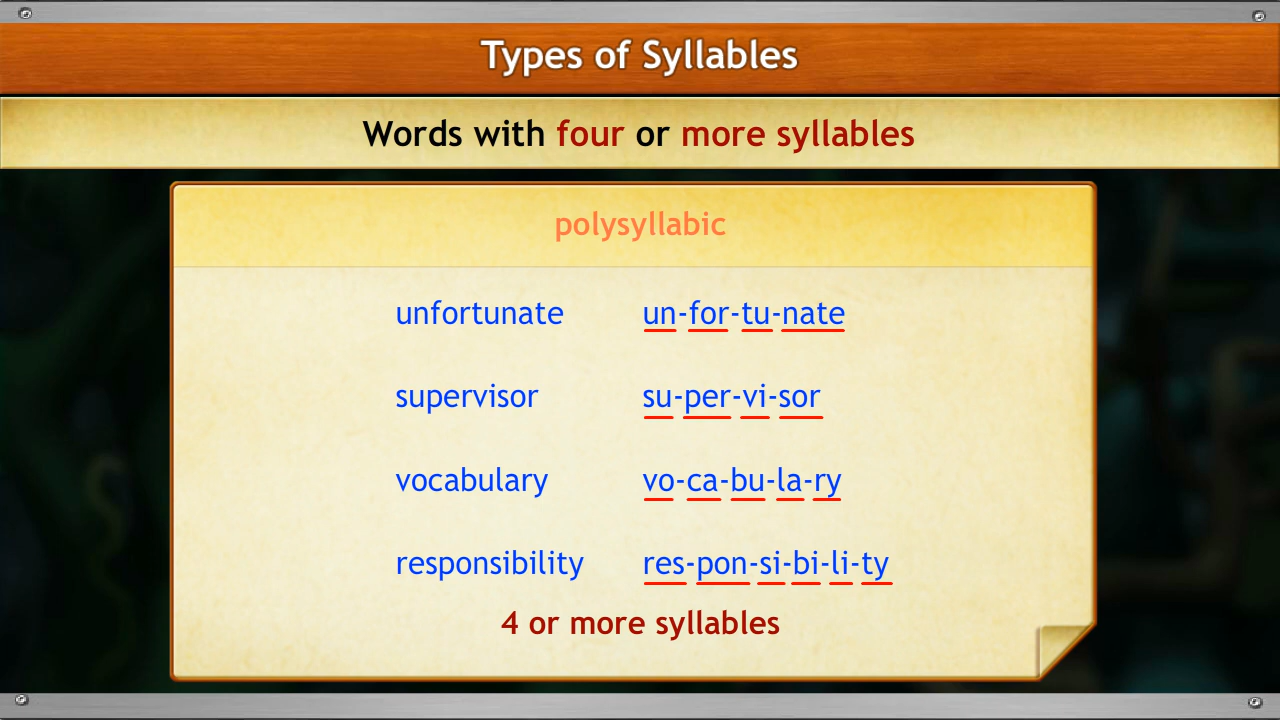 Types of Syllables
Words with four or more syllables
polysyllabic
unfortunate un-for-tu-nate
supervisor su-per-vi-sor
vocabulary vo-ca-bu-la-ry
responsibility res-pon-si-bi-li-ty
4 or more syllables